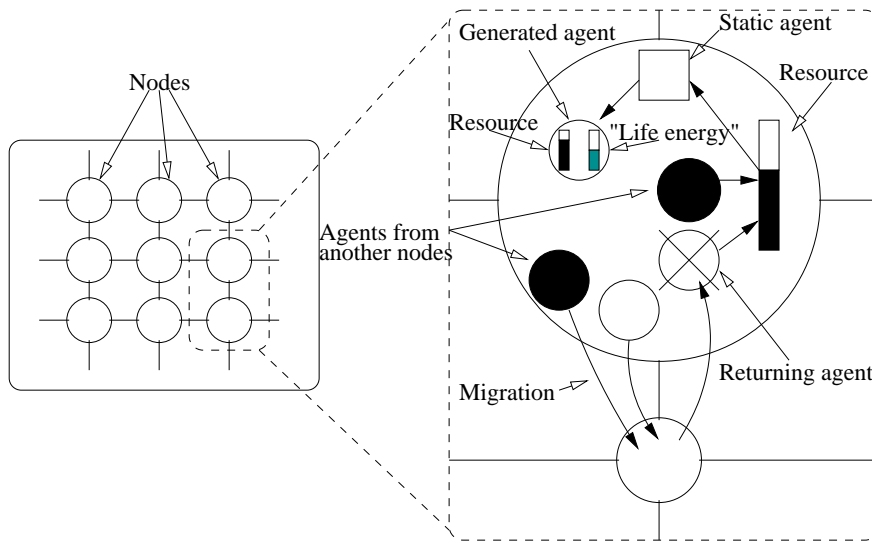 Nodes
Generated agent
Static agent
Resource
Resource
"Life energy"
Agents from
another nodes
Migration
Returning agent